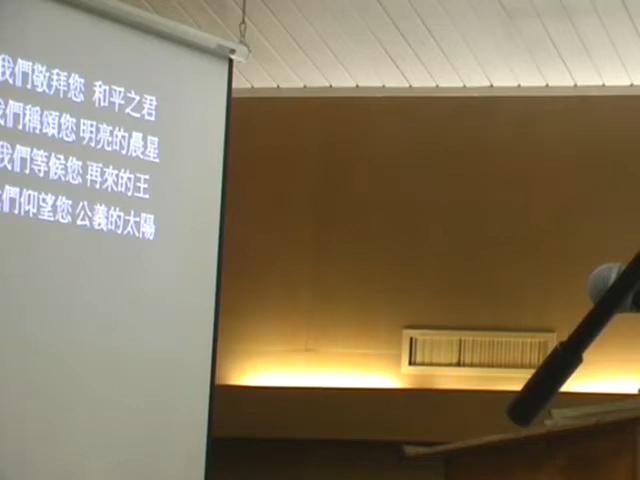 我們敬拜您 和平之君
我們稱頌您 明亮的晨星
我們等候您 再來的王
我們仰望您 公義的太陽